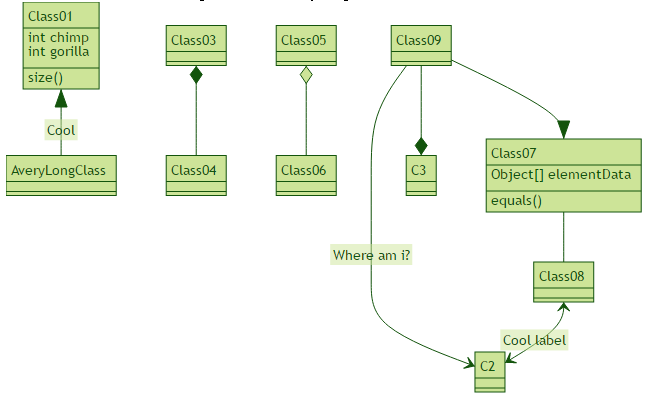 Class01
int chimp
int gorilla
size()
Cool
AveryLongClass
Class03
Class04
Class05
Class06
Class09
C3
Class07
Object[] elementData
equals()
Where am i?
Class08
Cool label
C2